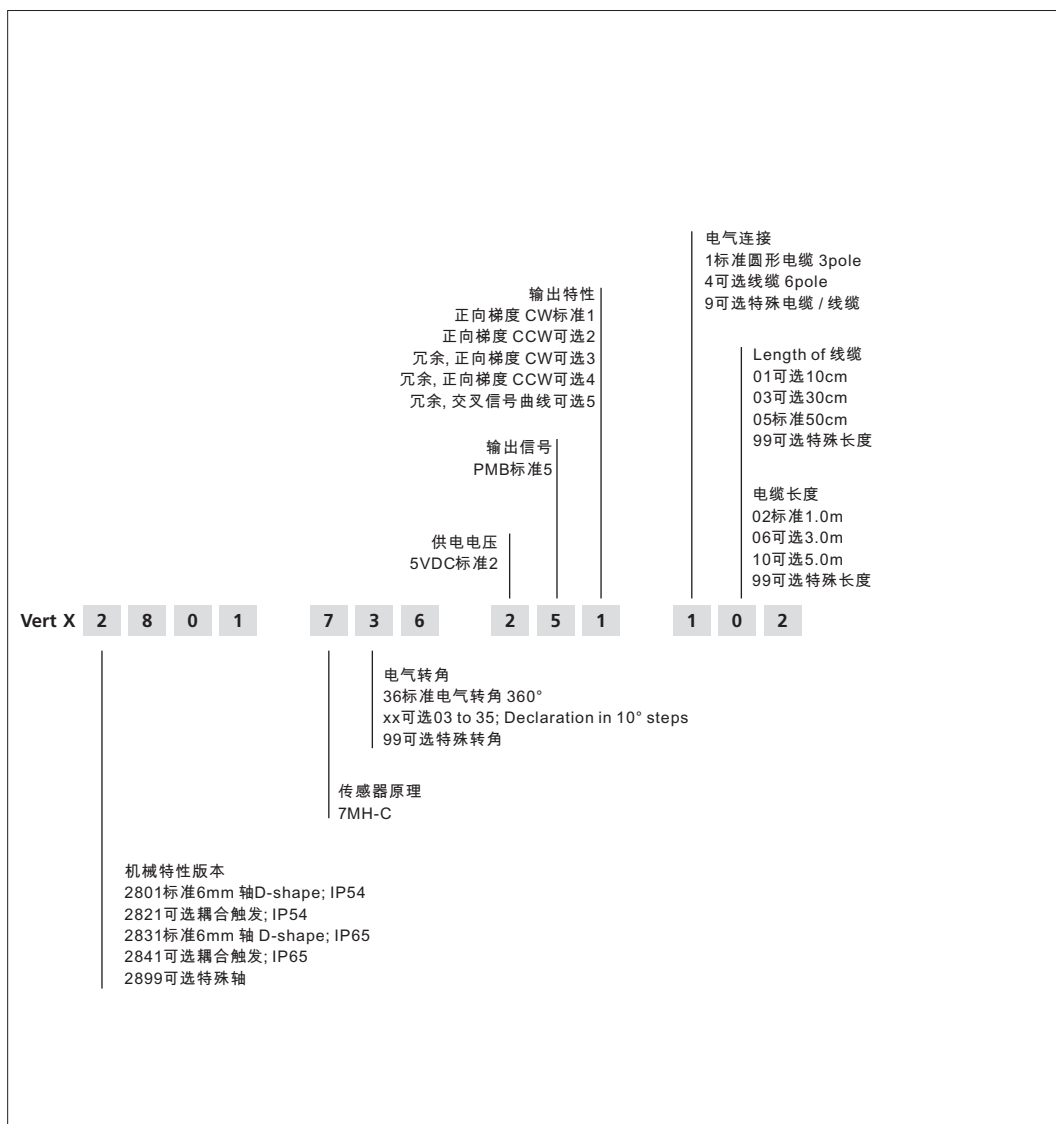 电气连接
1标准圆形电缆 3pole
4可选线缆 6pole
9可选特殊电缆 / 线缆
输出特性
正向梯度 CW标准1
正向梯度 CCW可选2
冗余, 正向梯度 CW可选3
冗余, 正向梯度 CCW可选4
冗余, 交叉信号曲线可选5
Length of 线缆
01可选10cm
03可选30cm
05标准50cm
99可选特殊长度
输出信号
PMB标准5
电缆长度
02标准1.0m
06可选3.0m
10可选5.0m
99可选特殊长度
供电电压
5VDC标准2
Vert X 2 8 0 1 7 3 6 2 5 1 1 0 2
电气转角
36标准电气转角 360°
xx可选03 to 35; Declaration in 10° steps
99可选特殊转角
传感器原理
7MH-C
机械特性版本
2801标准6mm 轴D-shape; IP54
2821可选耦合触发; IP54
2831标准6mm 轴 D-shape; IP65
2841可选耦合触发; IP65
2899可选特殊轴